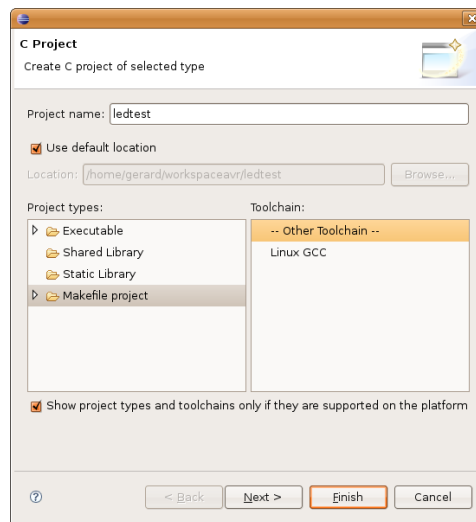 C Project
Create C project of selected type
Project name: ledtest
Use default location
Location: /home/gerard/workspaceavr/ledtest Browse...
Project types:
Executable
Shared Library
Static Library
Makefile project
Toolchain:
-- Other Toolchain --
Linux GCC
Show project types and toolchains only if they are supported on the platform
? < Back Next > Finish Cancel